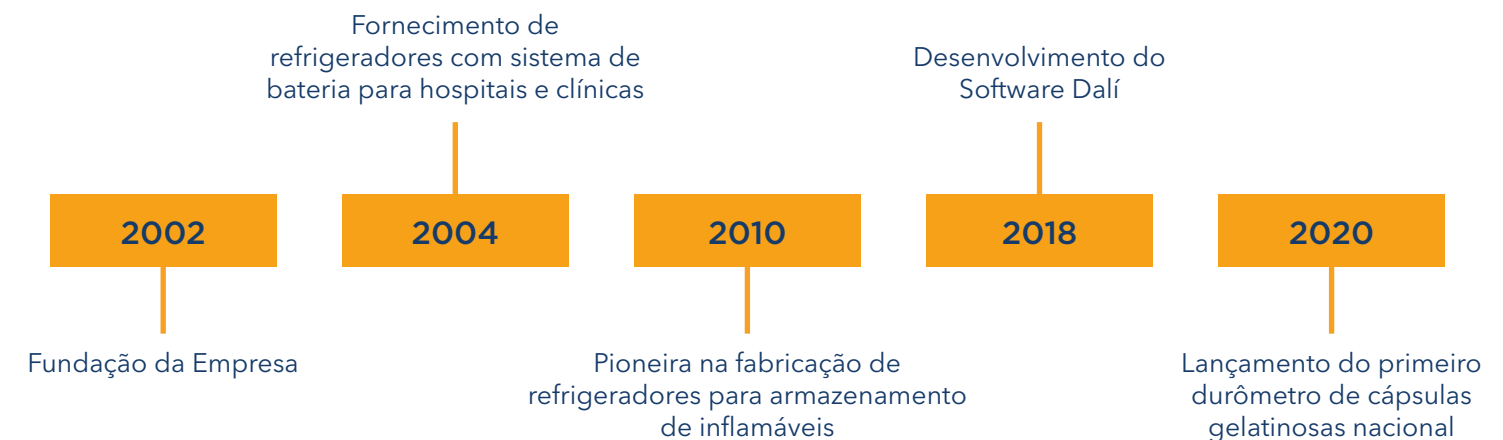 Fornecimento de
refrigeradores com sistema de
bateria para hospitais e clínicas
Desenvolvimento do
Software Dalí
2002
2004
2010
2018
2020
Fundação da Empresa
Pioneira na fabricação de
refrigeradores para armazenamento
de inflamáveis
Lançamento do primeiro
durômetro de cápsulas
gelatinosas nacional